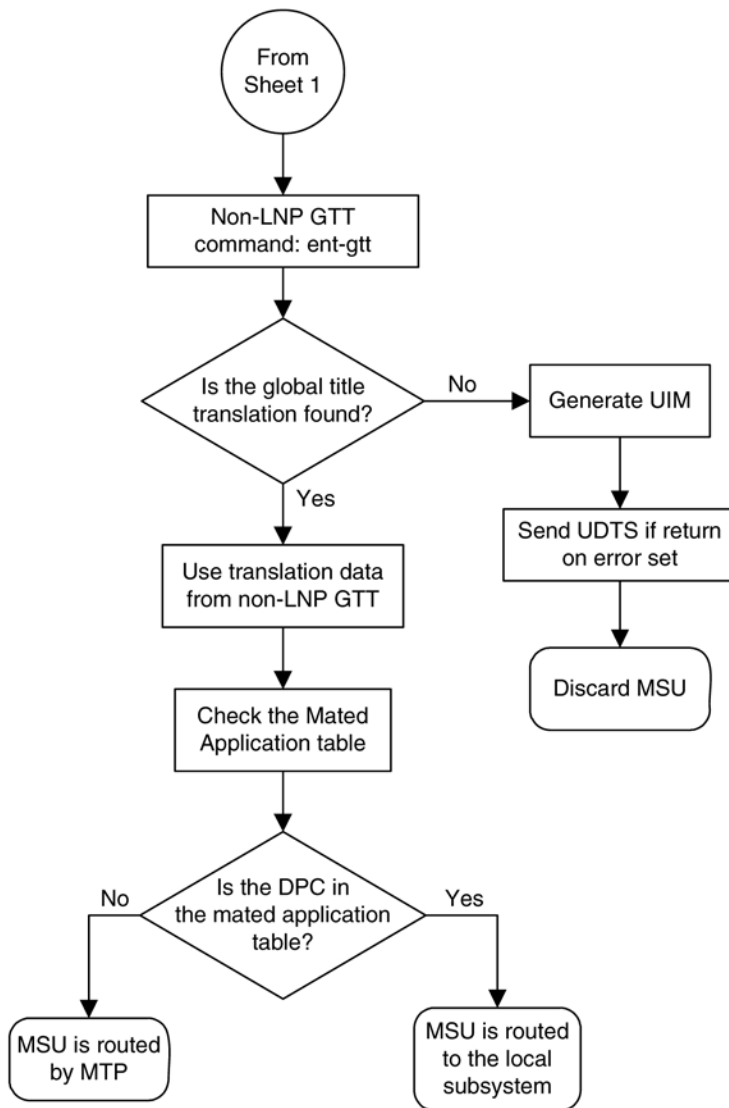 From
Sheet 1
Non-LNP GTT
command: ent-gtt
Is the global title
translation found?
No
Generate UIM
Yes
Send UDTS if return
on error set
Use translation data
from non-LNP GTT
Discard MSU
Check the Mated
Application table
No
Is the DPC in
the mated application
table?
Yes
MSU is routed
by MTP
MSU is routed
to the local
subsystem